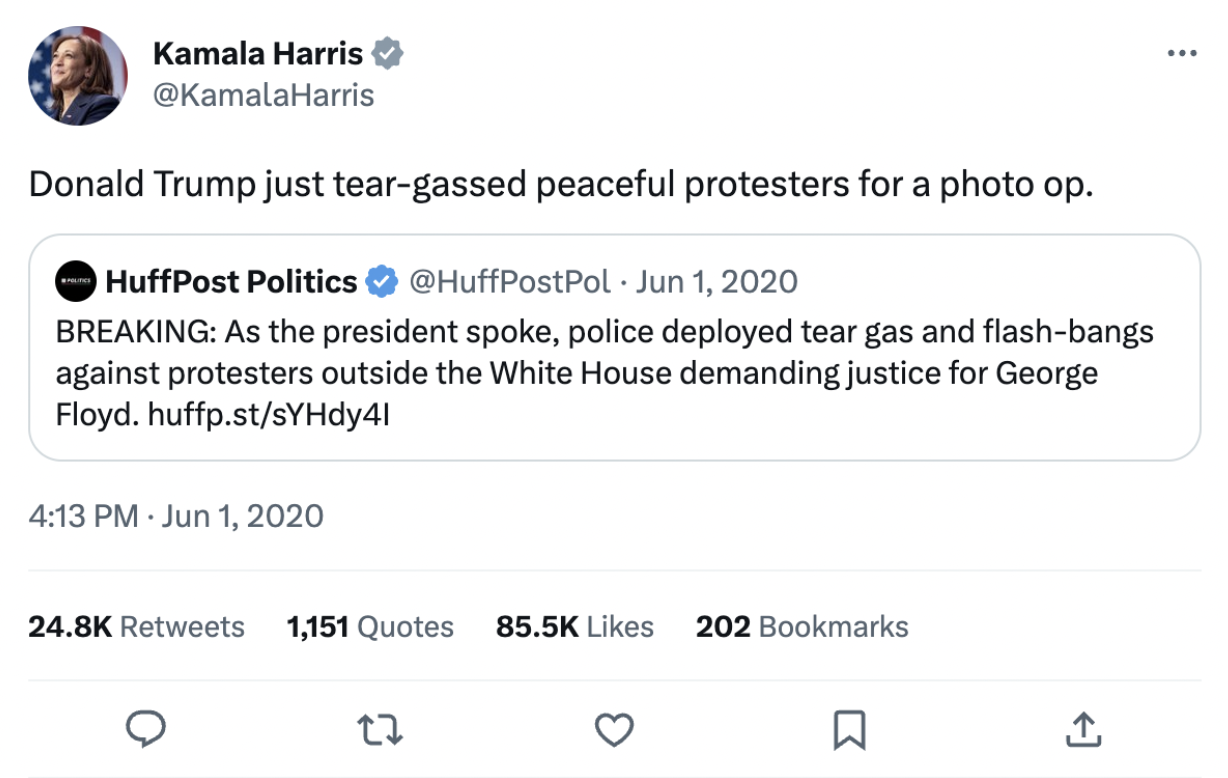 Kamala Harris
@KamalaHarris
Donald Trump just tear-gassed peaceful protesters for a photo op.
POLITICS HuffPost Politics @HuffPostPol · Jun 1, 2020
BREAKING: As the president spoke, police deployed tear gas and flash-bangs
against protesters outside the White House demanding justice for George
Floyd. huffp.st/sYHdy4I
4:13 PM · Jun 1, 2020
24.8K Retweets 1,151 Quotes 85.5K Likes 202 Bookmarks